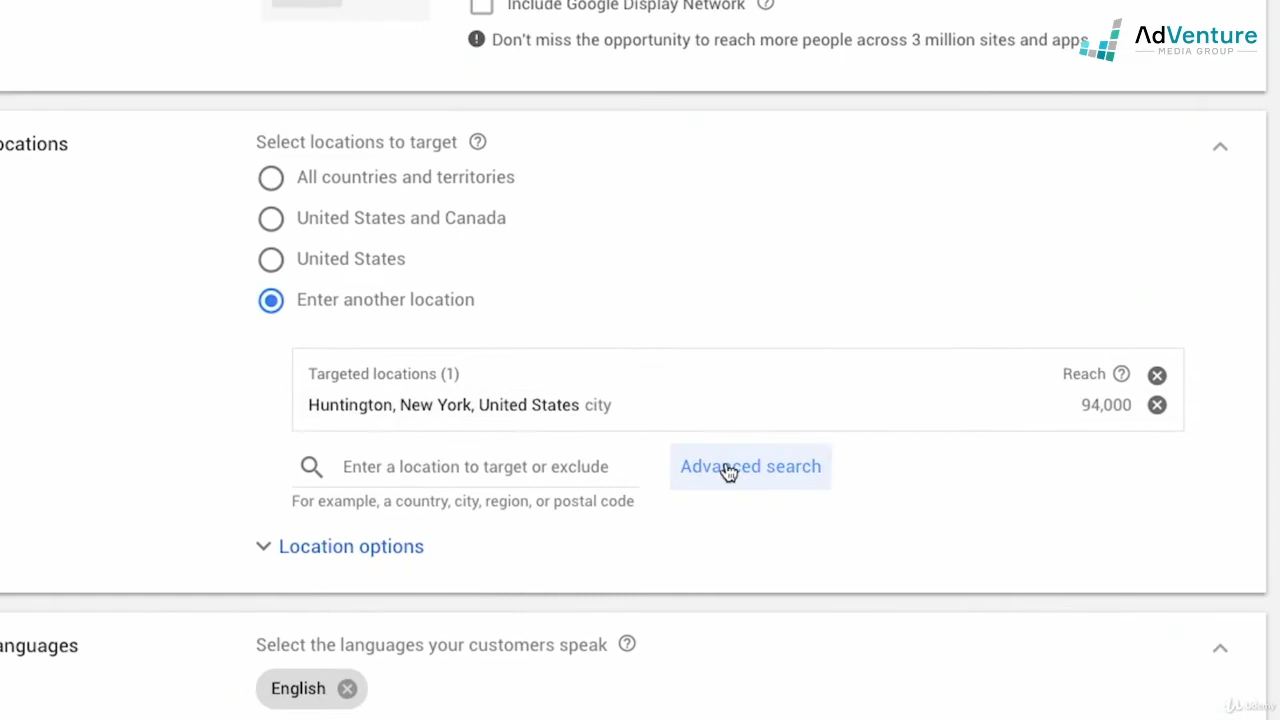 Include Google Display Network
Don't miss the opportunity to reach more people across 3 million sites and apps
AdVenture
MEDIA GROUP
ocations
Select locations to target
All countries and territories
United States and Canada
United States
Enter another location
Targeted locations (1)
Reach
Huntington, New York, United States city
94,000
Enter a location to target or exclude
Advanced search
For example, a country, city, region, or postal code
Location options
anguages
Select the languages your customers speak
English
Udemy